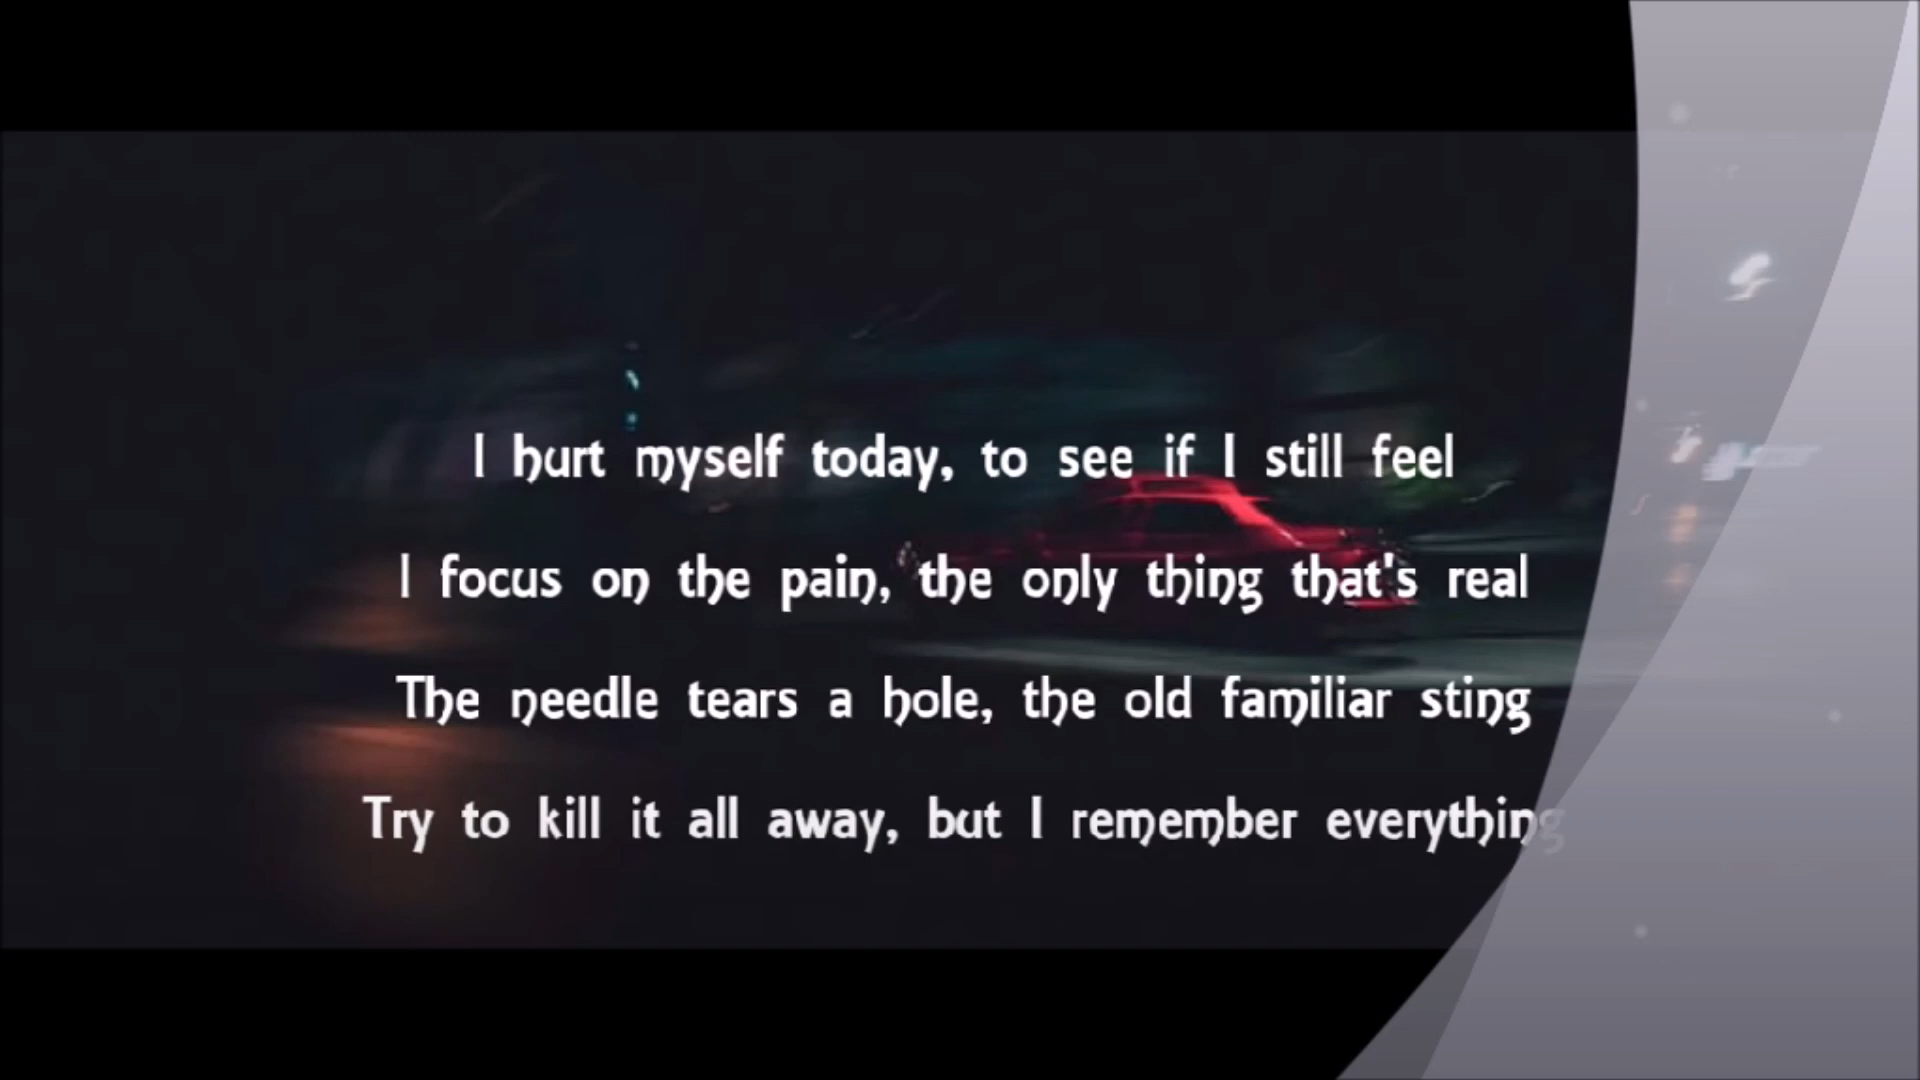 I hurt myself today, to see if I still feel
I focus on the pain, the only thing that's real
The needle tears a hole, the old familiar sting
Try to kill it all away, but I remember everything